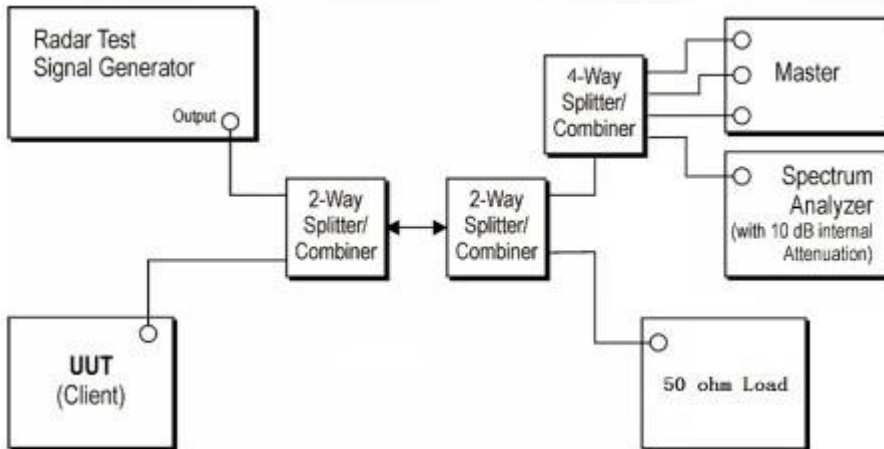 Radar Test
Signal Generator
Output
4-Way
Splitter/
Combiner
Master
2-Way
Splitter/
Combiner
2-Way
Splitter/
Combiner
Spectrum
Analyzer
(with 10 dB internal
Attenuation)
UUT
(Client)
50 ohm Load